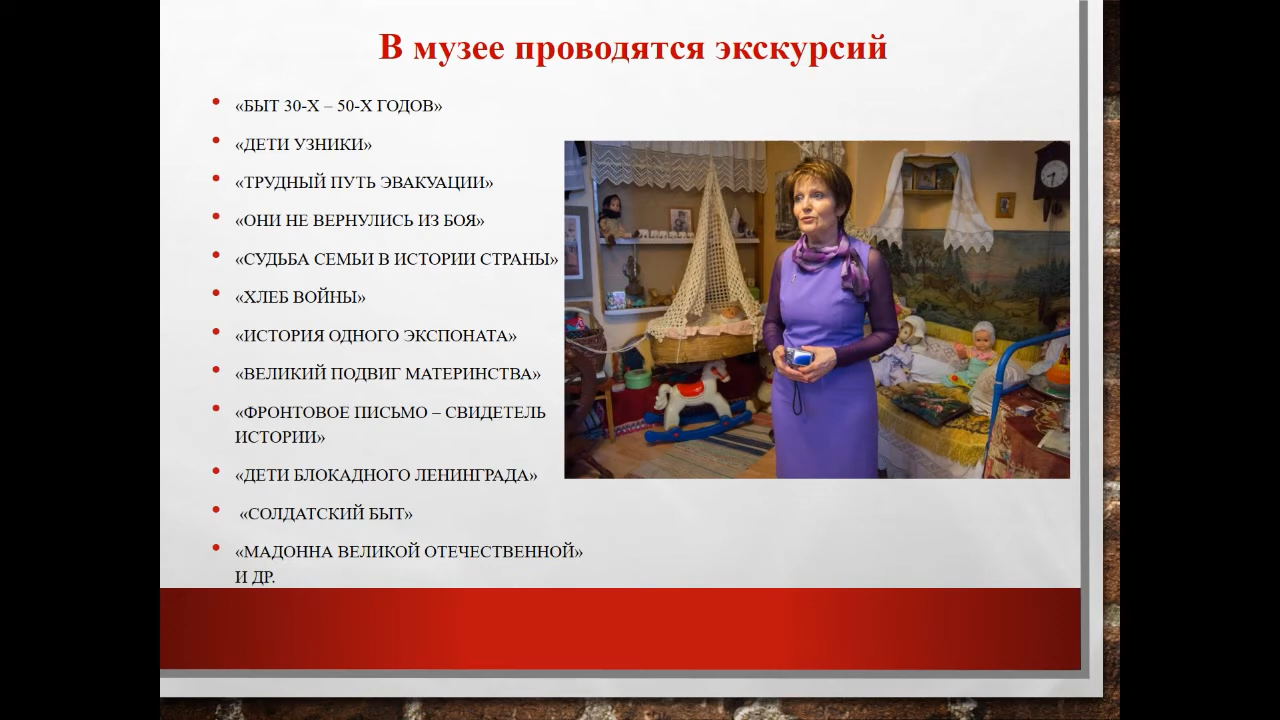 В музее проводятся экскурсий
«БЫТ 30-Х – 50-Х ГОДОВ»
«ДЕТИ УЗНИКИ»
«ТРУДНЫЙ ПУТЬ ЭВАКУАЦИИ»
«ОНИ НЕ ВЕРНУЛИСЬ ИЗ БОЯ»
«СУДЬБА СЕМЬИ В ИСТОРИИ СТРАНЫ»
«ХЛЕБ ВОЙНЫ»
«ИСТОРИЯ ОДНОГО ЭКСПОНАТА»
«ВЕЛИКИЙ ПОДВИГ МАТЕРИНСТВА»
«ФРОНТОВОЕ ПИСЬМО – СВИДЕТЕЛЬ
ИСТОРИИ»
«ДЕТИ БЛОКАДНОГО ЛЕНИНГРАДА»
«СОЛДАТСКИЙ БЫТ»
«МАДОННА ВЕЛИКОЙ ОТЕЧЕСТВЕННОЙ»
И ДР.